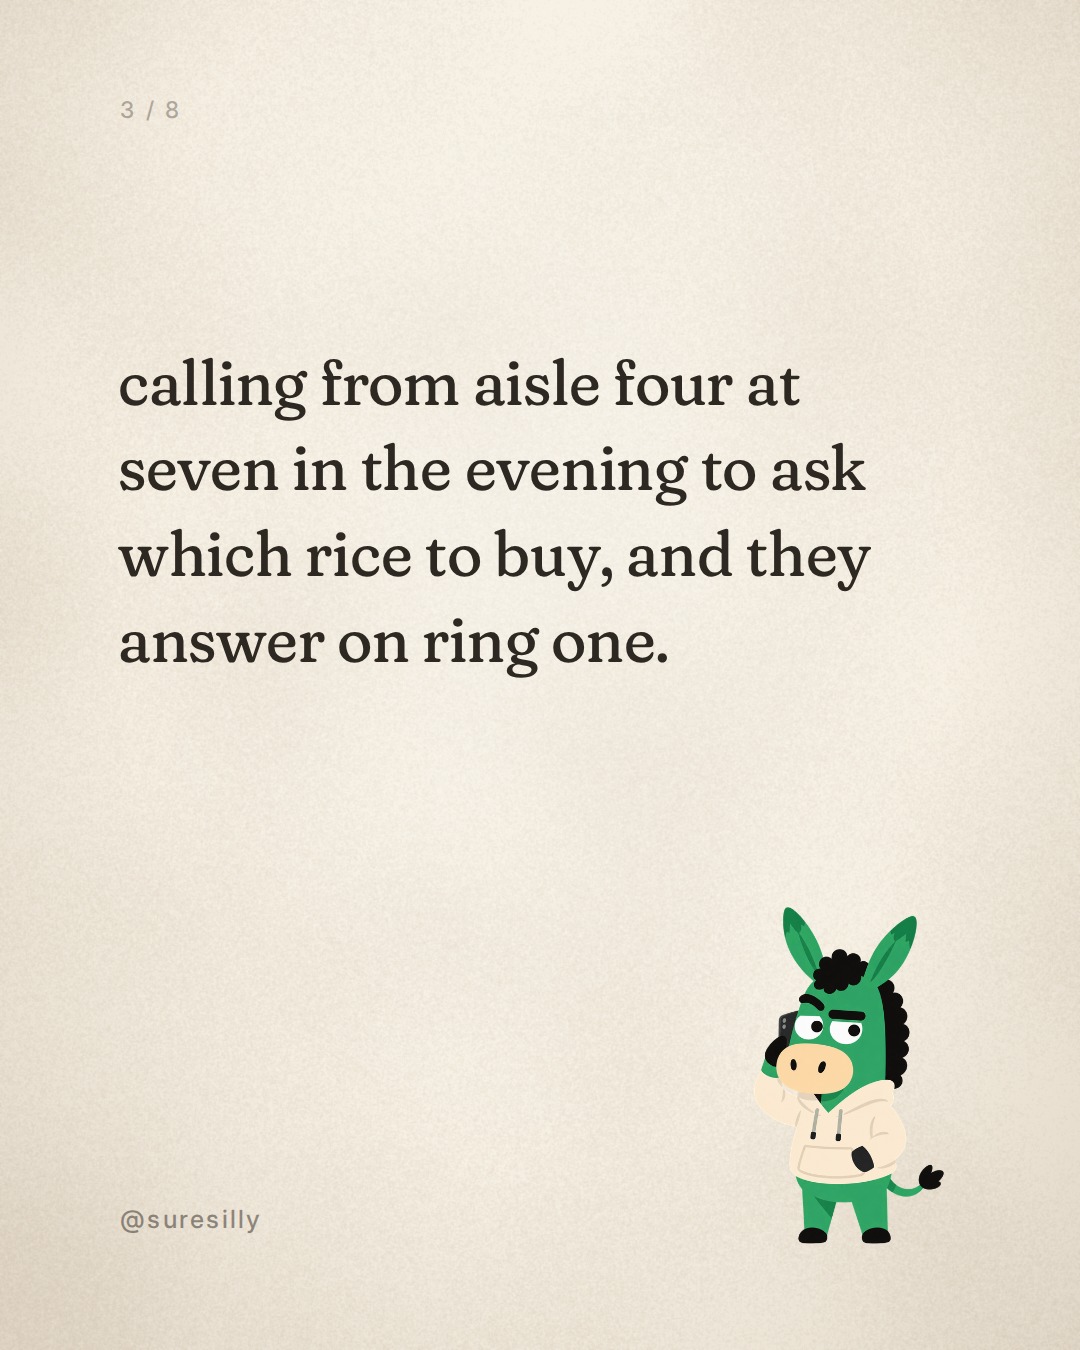 3 / 8
calling from aisle four at
seven in the evening to ask
which rice to buy, and they
answer on ring one.
@suresilly